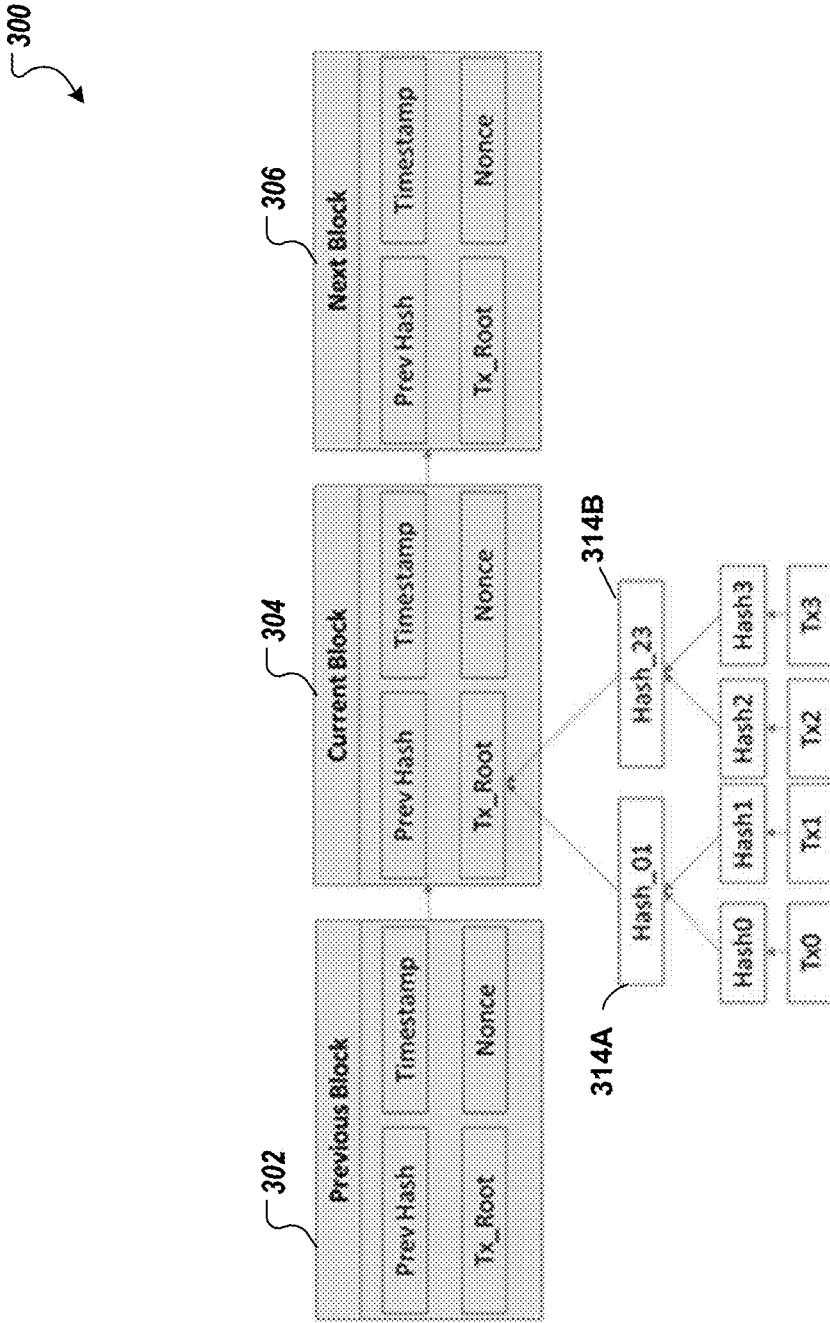 300
302
304
306
Previous Block
Prev Hash
Timestamp
Tx_Root
Nonce
Current Block
Prev Hash
Timestamp
Tx_Root
Nonce
Next Block
Prev Hash
Timestamp
Tx_Root
Nonce
314A
314B
Hash_01
Hash_23
Hash0
Hash1
Hash2
Hash3
Tx0
Tx1
Tx2
Tx3